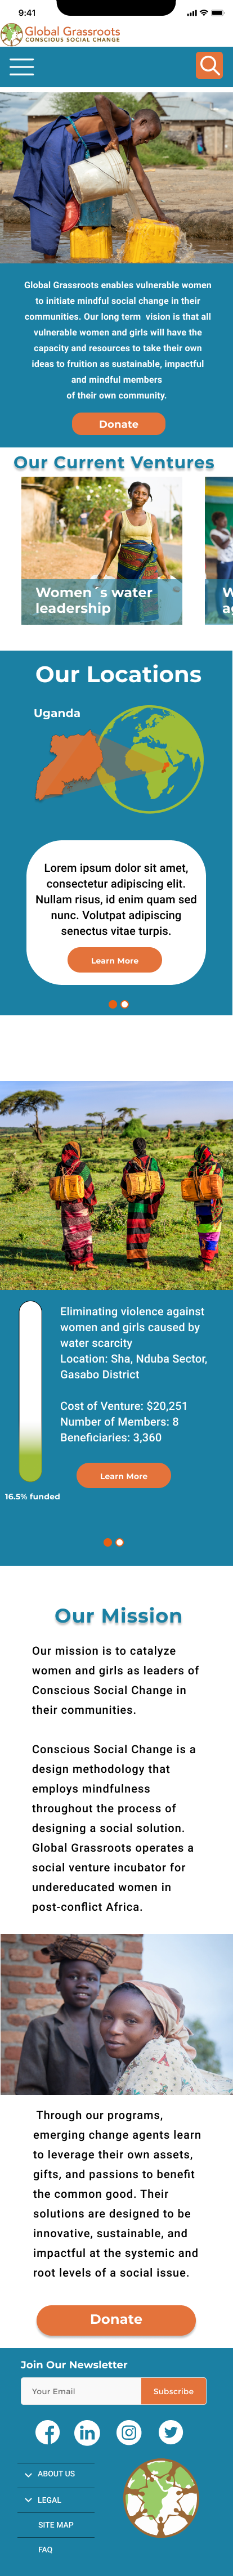 9:41
Global Grassroots
CONSCIOUS SOCIAL CHANGE
Global Grassroots enables vulnerable women
to initiate mindful social change in their
communities. Our long term vision is that all
vulnerable women and girls will have the
capacity and resources to take their own
ideas to fruition as sustainable, impactful
and mindful members
of their own community.
Donate
Our Current Ventures
Women´s water
leadership
W
a
Our Locations
Uganda
Lorem ipsum dolor sit amet,
consectetur adipiscing elit.
Nullam risus, id enim quam sed
nunc. Volutpat adipiscing
senectus vitae turpis.
Learn More
Eliminating violence against
women and girls caused by
water scarcity
Location: Sha, Nduba Sector,
Gasabo District
Cost of Venture: $20,251
Number of Members: 8
Beneficiaries: 3,360
Learn More
16.5% funded
Our Mission
Our mission is to catalyze
women and girls as leaders of
Conscious Social Change in
their communities.
Conscious Social Change is a
design methodology that
employs mindfulness
throughout the process of
designing a social solution.
Global Grassroots operates a
social venture incubator for
undereducated women in
post-conflict Africa.
Through our programs,
emerging change agents learn
to leverage their own assets,
gifts, and passions to benefit
the common good. Their
solutions are designed to be
innovative, sustainable, and
impactful at the systemic and
root levels of a social issue.
Donate
Join Our Newsletter
Your Email
Subscribe
ABOUT US
LEGAL
SITE MAP
FAQ